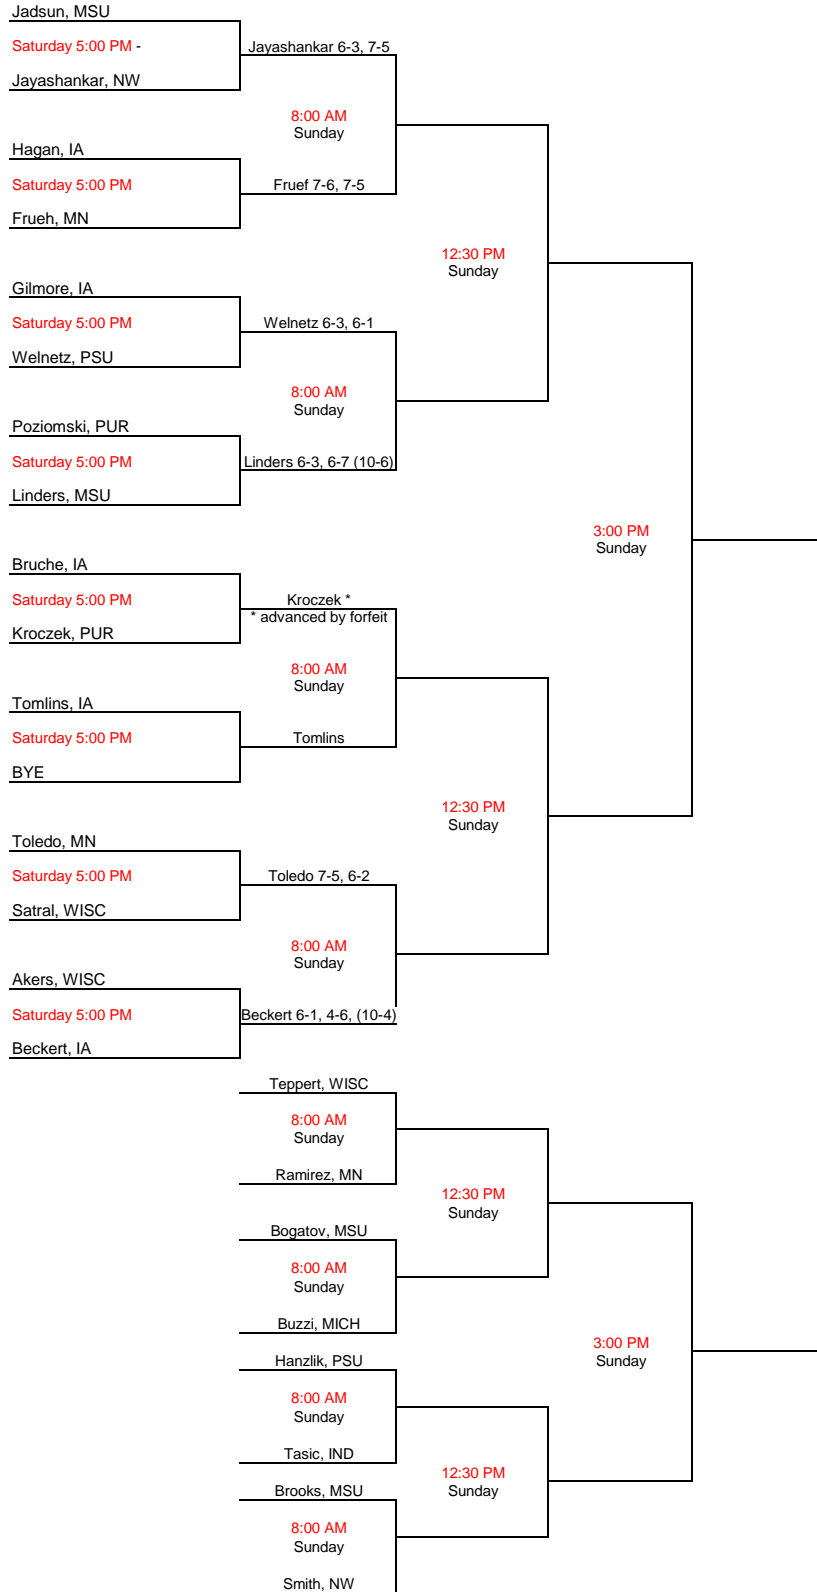 Jadsun, MSU
Saturday 5:00 PM -
Jayashankar 6-3, 7-5
Jayashankar, NW
8:00 AM
Sunday
Hagan, IA
Saturday 5:00 PM
Fruef 7-6, 7-5
Frueh, MN
12:30 PM
Sunday
Gilmore, IA
Saturday 5:00 PM
Welnetz 6-3, 6-1
Welnetz, PSU
8:00 AM
Sunday
Poziomski, PUR
Saturday 5:00 PM
Linders 6-3, 6-7 (10-6)
Linders, MSU
3:00 PM
Sunday
Bruche, IA
Saturday 5:00 PM
Kroczek *
* advanced by forfeit
Kroczek, PUR
8:00 AM
Sunday
Tomlins, IA
Saturday 5:00 PM
Tomlins
BYE
12:30 PM
Sunday
Toledo, MN
Saturday 5:00 PM
Toledo 7-5, 6-2
Satral, WISC
8:00 AM
Sunday
Akers, WISC
Saturday 5:00 PM
Beckert 6-1, 4-6, (10-4)
Beckert, IA
Teppert, WISC
8:00 AM
Sunday
Ramirez, MN
12:30 PM
Sunday
Bogatov, MSU
8:00 AM
Sunday
Buzzi, MICH
3:00 PM
Sunday
Hanzlik, PSU
8:00 AM
Sunday
Tasic, IND
12:30 PM
Sunday
Brooks, MSU
8:00 AM
Sunday
Smith, NW